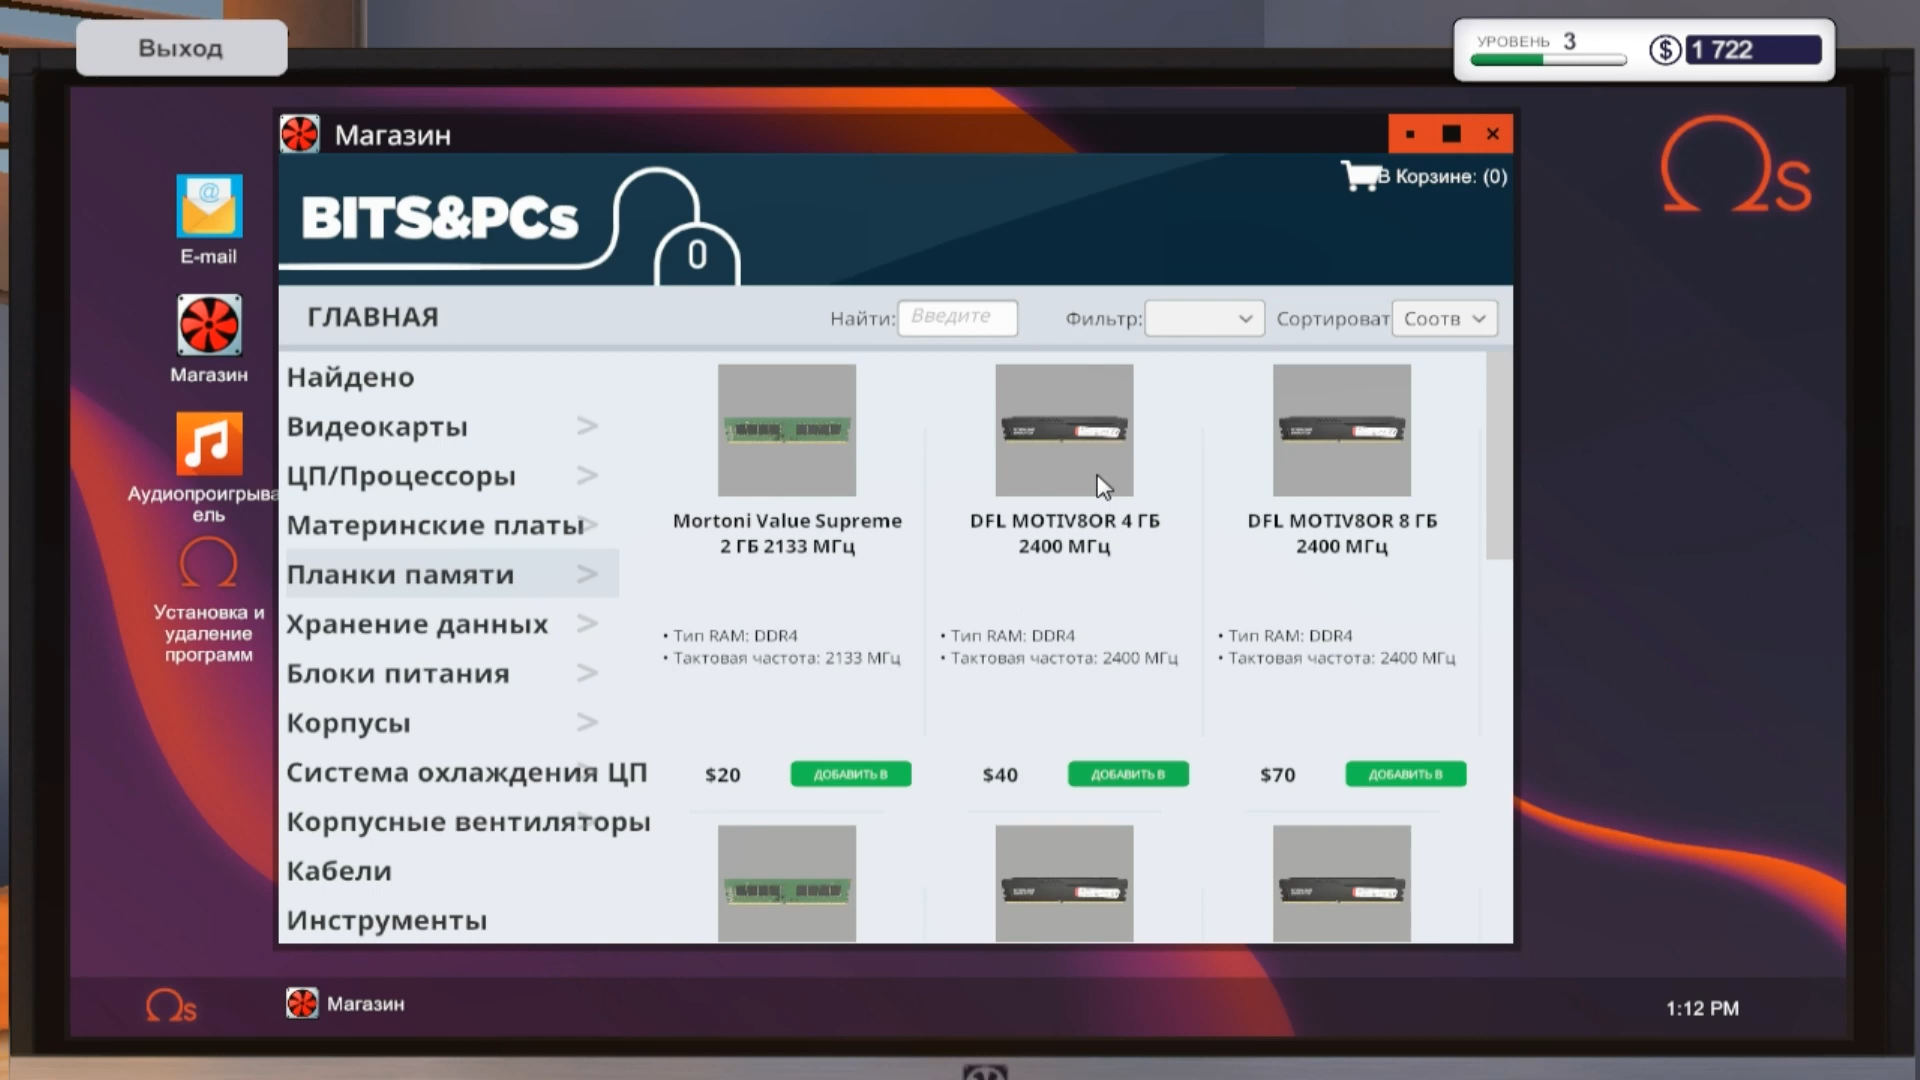 Выход
УРОВЕНЬ 3
$ 1 722
Магазин
В Корзине: (0)
BITS&PCs
ГЛАВНАЯ
Найти: Введите
Фильтр:
Сортироват Соотв
E-mail
Магазин
Аудиопроигрыва
ель
Установка и
удаление
программ
Найдено
Видеокарты >
ЦП/Процессоры >
Материнские платы >
Планки памяти >
Хранение данных >
Блоки питания >
Корпусы >
Система охлаждения ЦП
Корпусные вентиляторы
Кабели
Инструменты
Mortoni Value Supreme
2 ГБ 2133 МГц
• Тип RAM: DDR4
• Тактовая частота: 2133 МГц
$20 ДОБАВИТЬ В
DFL MOTIV8OR 4 ГБ
2400 МГц
• Тип RAM: DDR4
• Тактовая частота: 2400 МГц
$40 ДОБАВИТЬ В
DFL MOTIV8OR 8 ГБ
2400 МГц
• Тип RAM: DDR4
• Тактовая частота: 2400 МГц
$70 ДОБАВИТЬ В
Ωs
Ωs
Магазин
1:12 PM